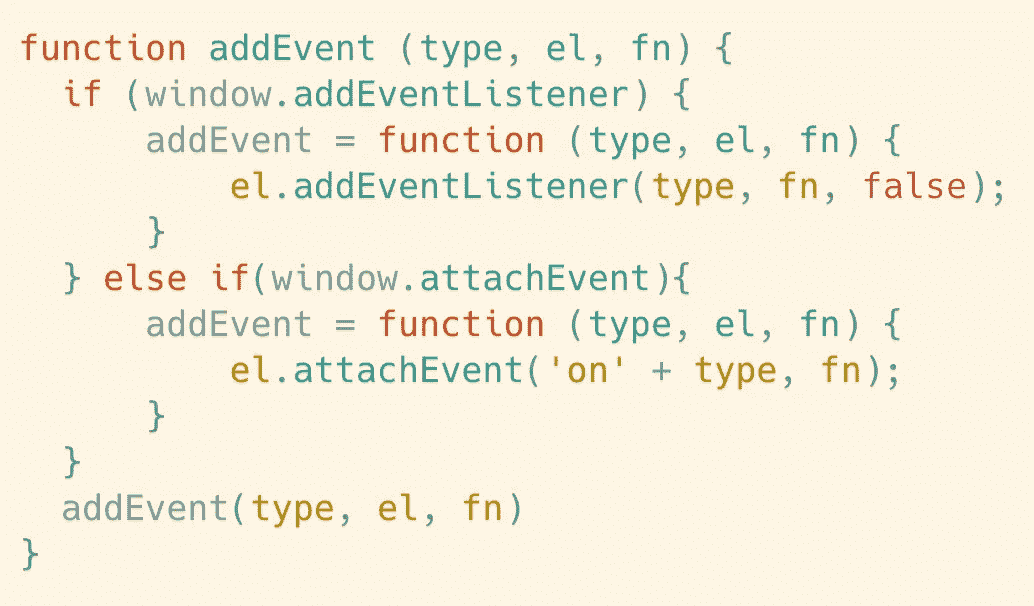 function addEvent (type, el, fn) {
  if (window.addEventListener) {
      addEvent = function (type, el, fn) {
          el.addEventListener(type, fn, false);
      }
  } else if(window.attachEvent){
      addEvent = function (type, el, fn) {
          el.attachEvent('on' + type, fn);
      }
  }
  addEvent(type, el, fn)
}